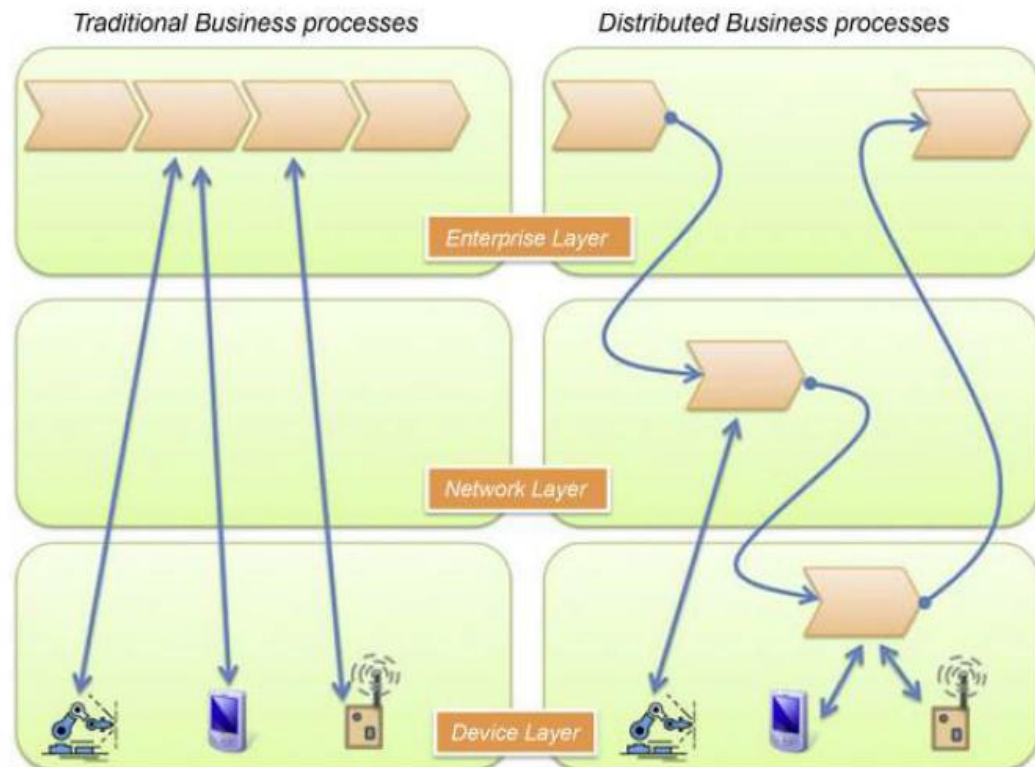 Traditional Business processes
Distributed Business processes
Enterprise Layer
Network Layer
Device Layer